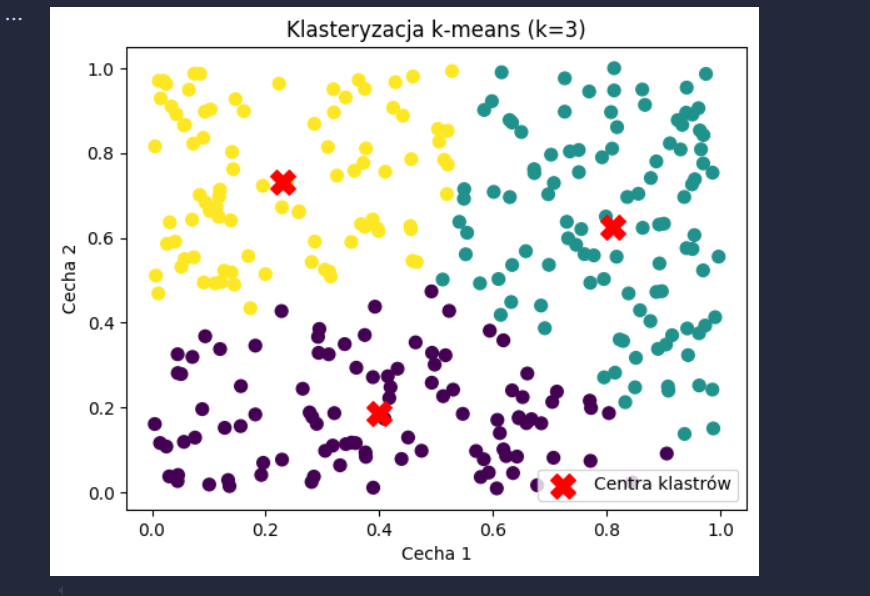 ...
Klasteryzacja k-means (k=3)
1.0
0.8
0.6
0.4
0.2
0.0
Cecha 2
Centra klastrów
0.0 0.2 0.4 0.6 0.8 1.0
Cecha 1